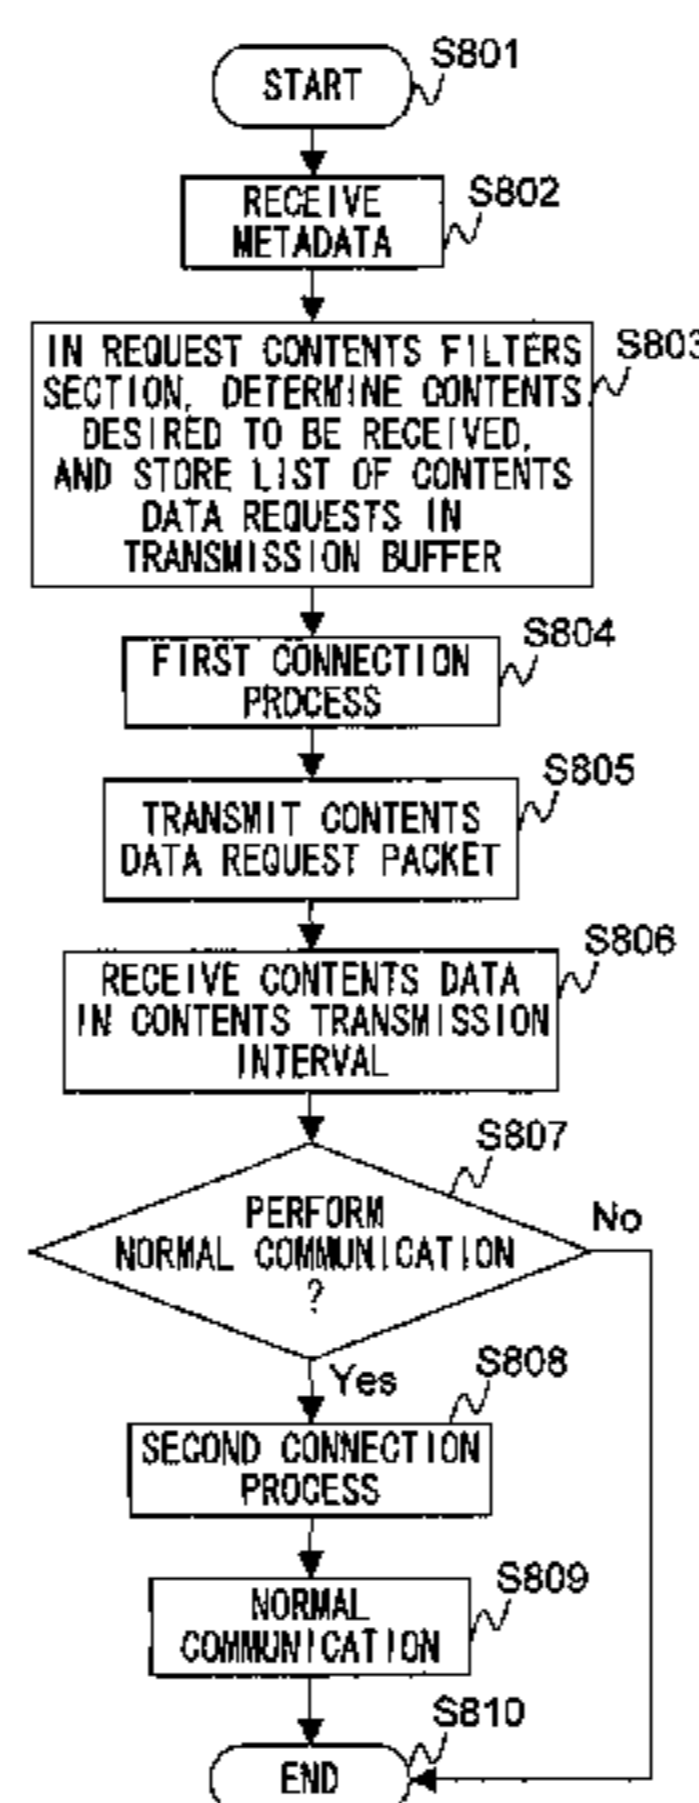 S801
START
S802
RECEIVE
METADATA
S803
IN REQUEST CONTENTS FILTERS
SECTION, DETERMINE CONTENTS
DESIRED TO BE RECEIVED,
AND STORE LIST OF CONTENTS
DATA REQUESTS IN
TRANSMISSION BUFFER
S804
FIRST CONNECTION
PROCESS
S805
TRANSMIT CONTENTS
DATA REQUEST PACKET
S806
RECEIVE CONTENTS DATA
IN CONTENTS TRANSMISSION
INTERVAL
S807
PERFORM
NORMAL COMMUNICATION
?
No
Yes
S808
SECOND CONNECTION
PROCESS
S809
NORMAL
COMMUNICATION
S810
END